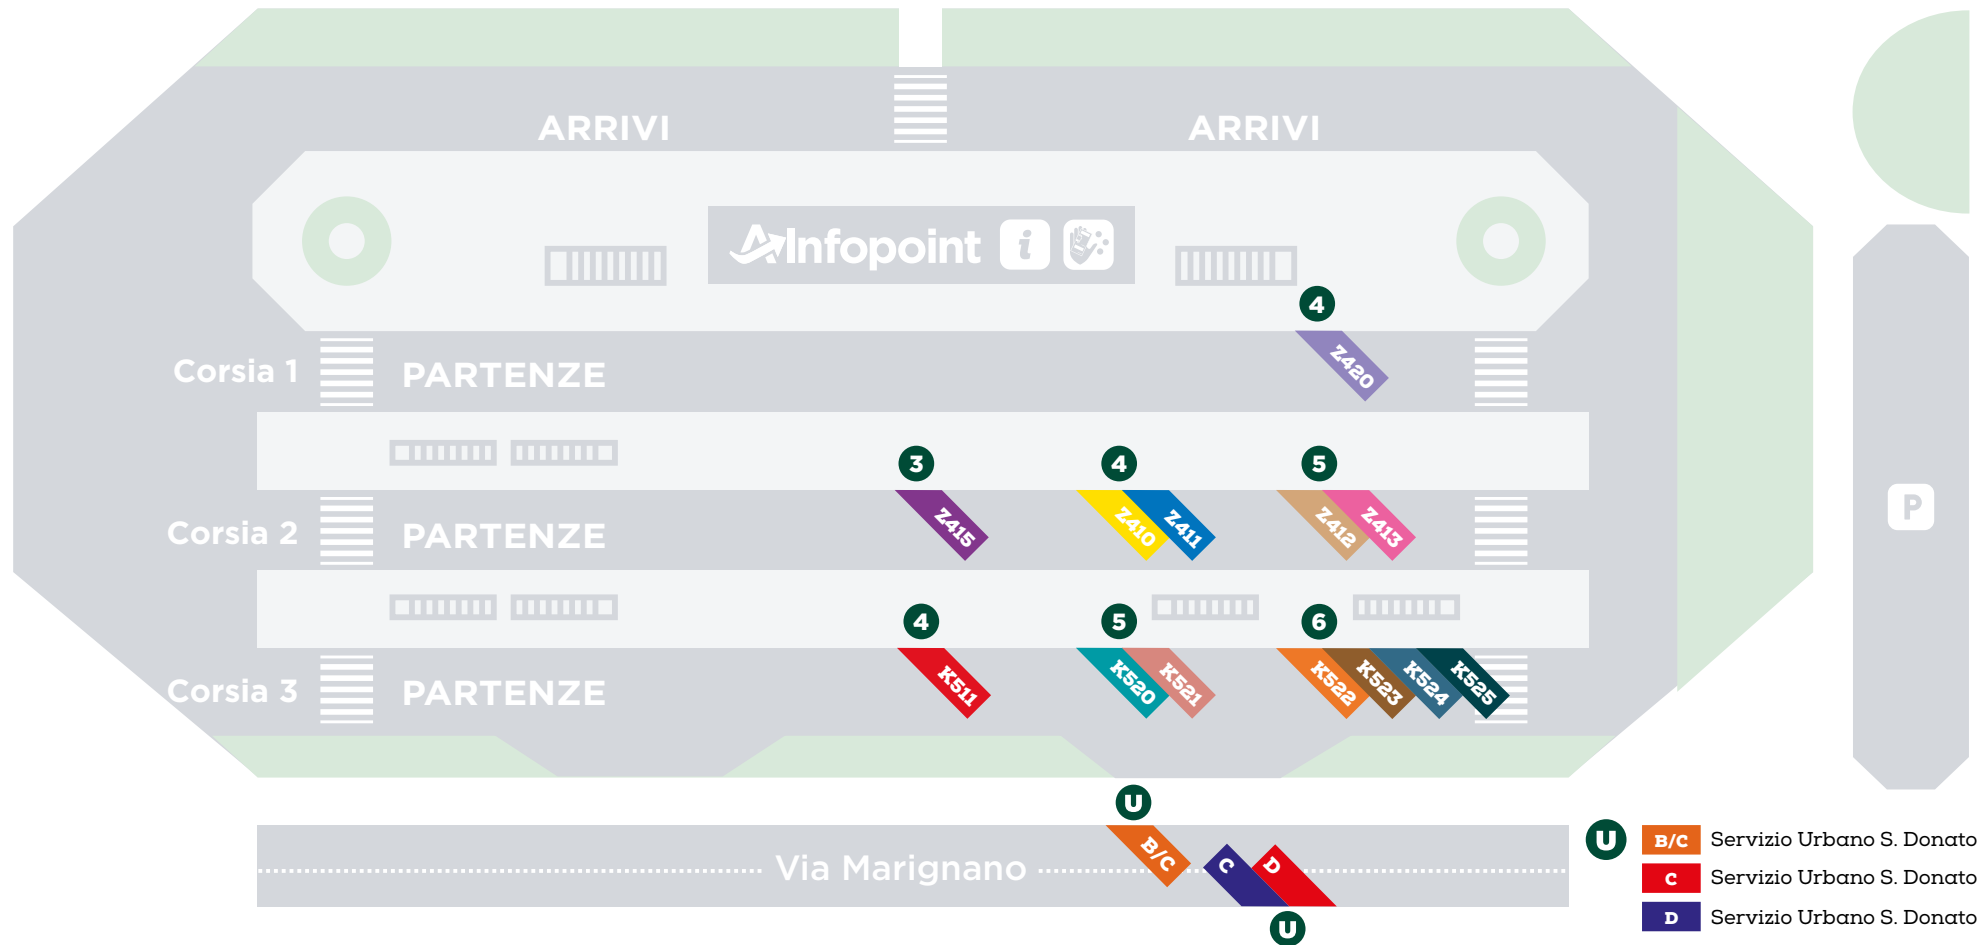 ARRIVI ARRIVI
Infopoint i
4
Z420
Corsia 1 PARTENZE
3 4 5
Z415 Z410 Z411 Z412 Z413
Corsia 2 PARTENZE
P
4 5 6
K511 K520 K521 K522 K523 K524 K525
Corsia 3 PARTENZE
U
B/C C D
Via Marignano
U
U B/C Servizio Urbano S. Donato
C Servizio Urbano S. Donato
D Servizio Urbano S. Donato